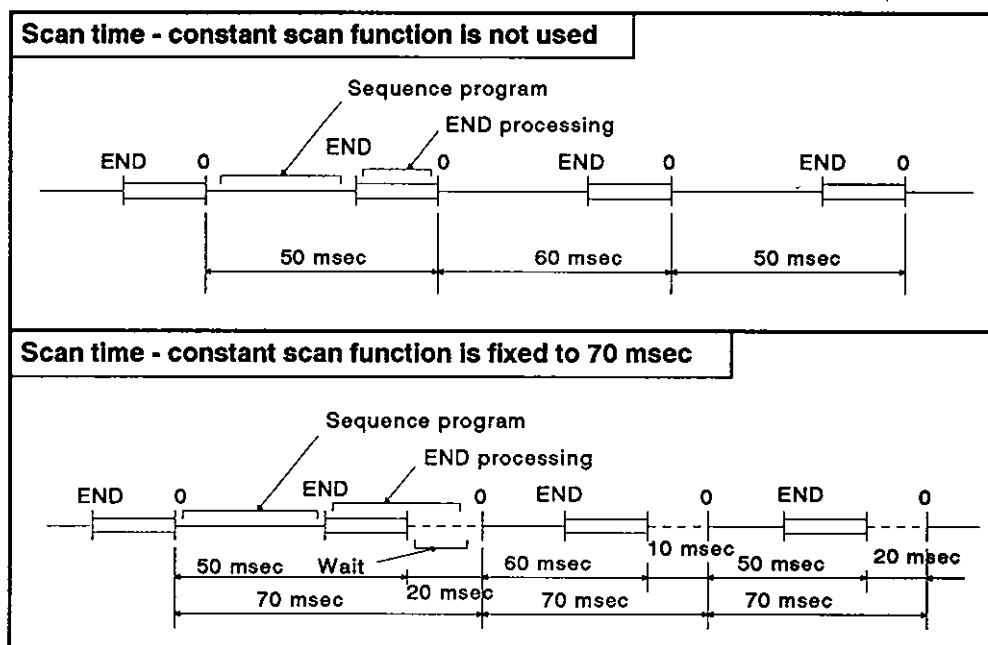 Scan time - constant scan function is not used
Sequence program
END processing
END 0 END 0 END 0 END 0
50 msec 60 msec 50 msec
Scan time - constant scan function is fixed to 70 msec
Sequence program
END processing
END 0 END 0 END 0 END 0
50 msec Wait 20 msec 60 msec 10 msec 50 msec 20 msec
70 msec 70 msec 70 msec